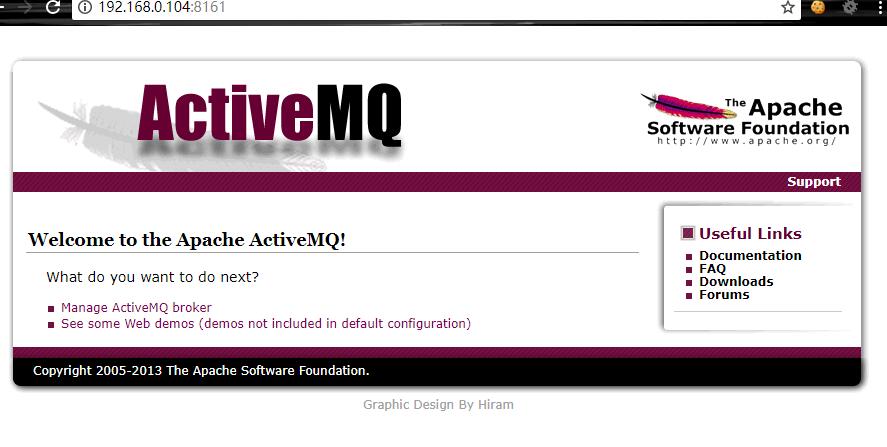 192.168.0.104:8161
ActiveMQ
The Apache
Software Foundation
http://www.apache.org/
Support
Welcome to the Apache ActiveMQ!
What do you want to do next?
Manage ActiveMQ broker
See some Web demos (demos not included in default configuration)
Useful Links
Documentation
FAQ
Downloads
Forums
Copyright 2005-2013 The Apache Software Foundation.
Graphic Design By Hiram